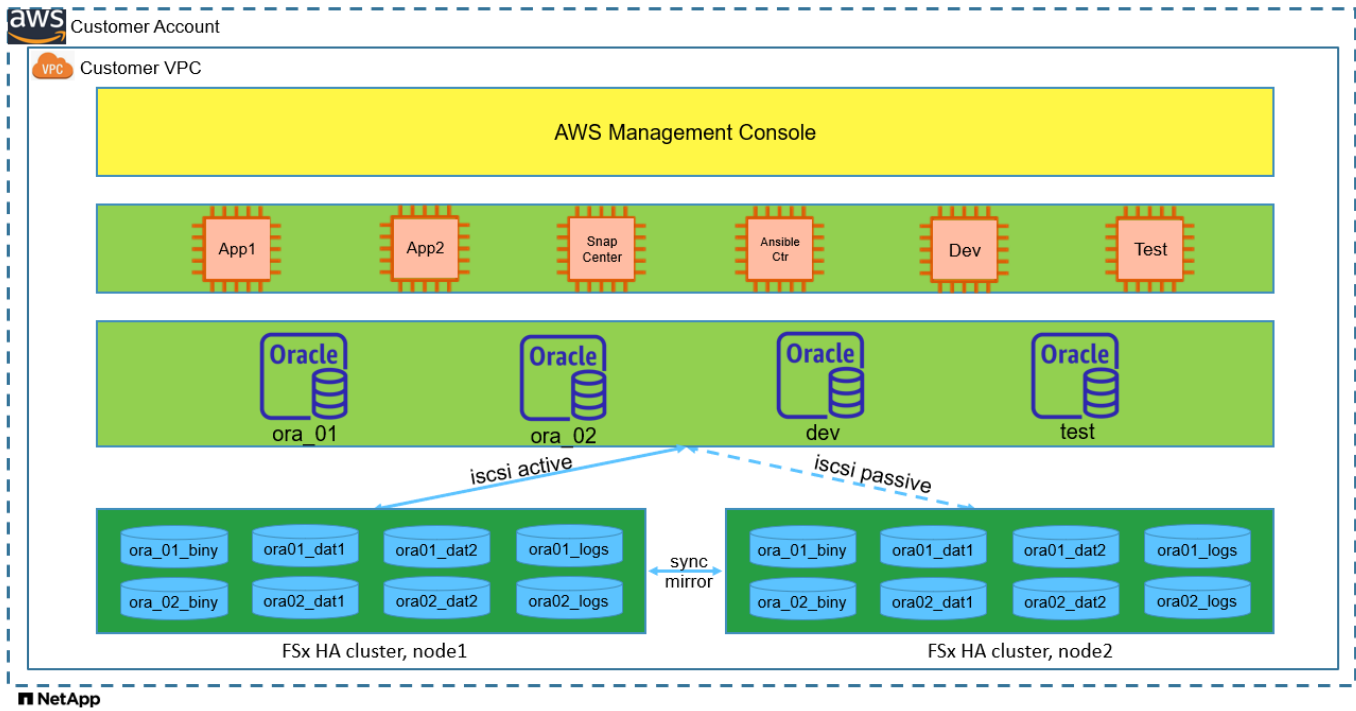 aws
Customer Account
VPC
Customer VPC
AWS Management Console
App1
App2
Snap
Center
Ansible
Ctr
Dev
Test
Oracle
ora_01
Oracle
ora_02
Oracle
dev
Oracle
test
iscsi active
iscsi passive
ora_01_biny
ora01_dat1
ora01_dat2
ora01_logs
ora_02_biny
ora02_dat1
ora02_dat2
ora02_logs
FSx HA cluster, node1
sync
mirror
ora_01_biny
ora01_dat1
ora01_dat2
ora01_logs
ora_02_biny
ora02_dat1
ora02_dat2
ora02_logs
FSx HA cluster, node2
NetApp